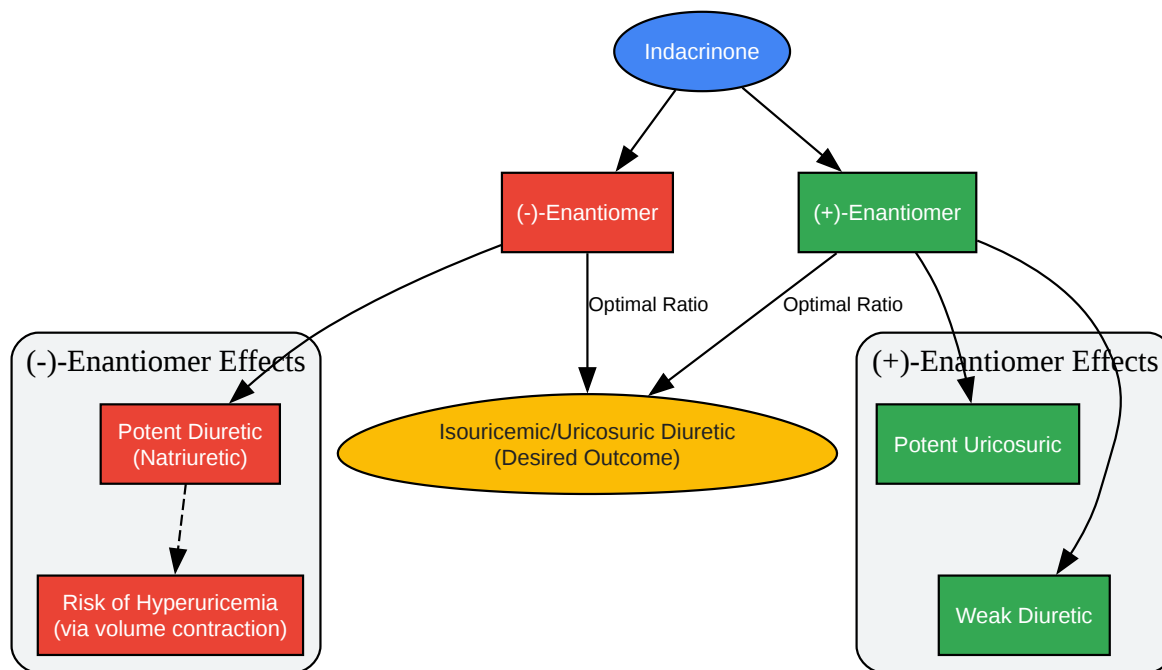 Indacrinone
(-)-Enantiomer
(+)-Enantiomer
Optimal Ratio
Optimal Ratio
(-)-Enantiomer Effects
(+)-Enantiomer Effects
Potent Diuretic
(Natriuretic)
Isouricemic/Uricosuric Diuretic
(Desired Outcome)
Potent Uricosuric
Risk of Hyperuricemia
(via volume contraction)
Weak Diuretic